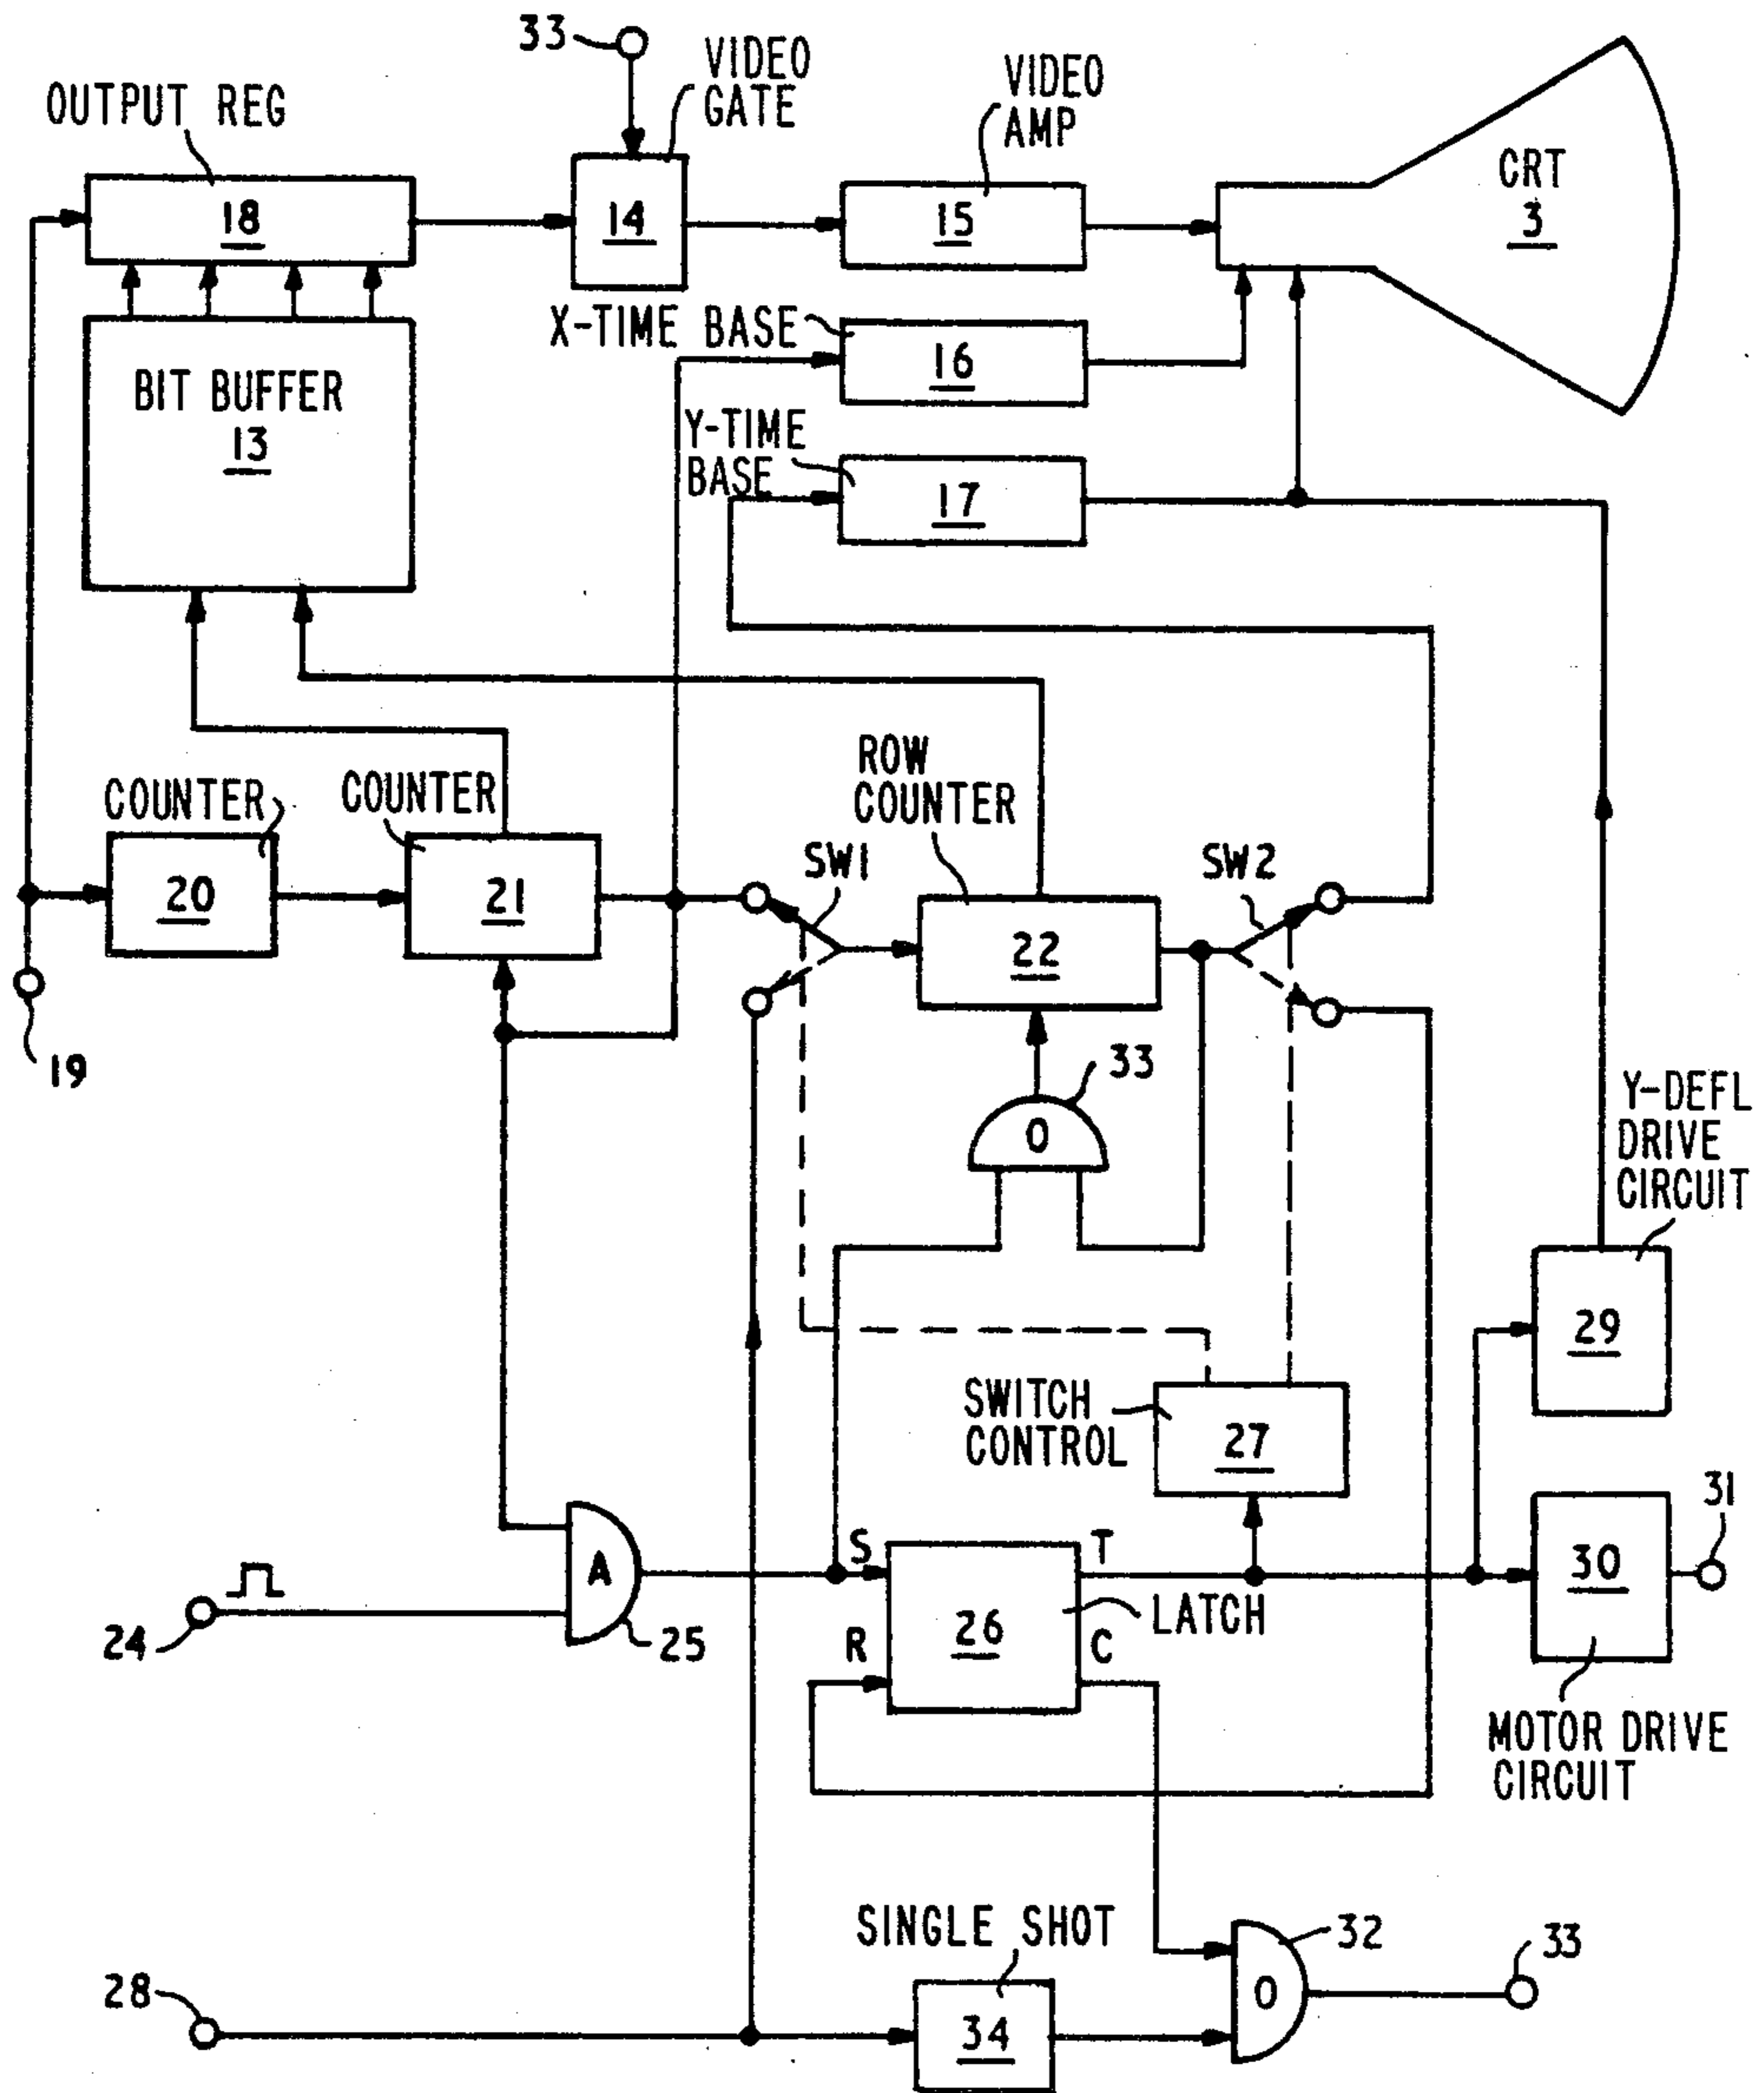 33
VIDEO
GATE
VIDEO
AMP
OUTPUT REG
18
14
15
CRT
3
X-TIME BASE
16
BIT BUFFER
13
Y-TIME
BASE
17
ROW
COUNTER
COUNTER
COUNTER
SW1
SW2
20
21
22
19
33
O
Y-DEFL
DRIVE
CIRCUIT
29
SWITCH
CONTROL
27
31
S
T
A
30
24
25
R
26
C
LATCH
MOTOR DRIVE
CIRCUIT
SINGLE SHOT
32
33
28
34
O